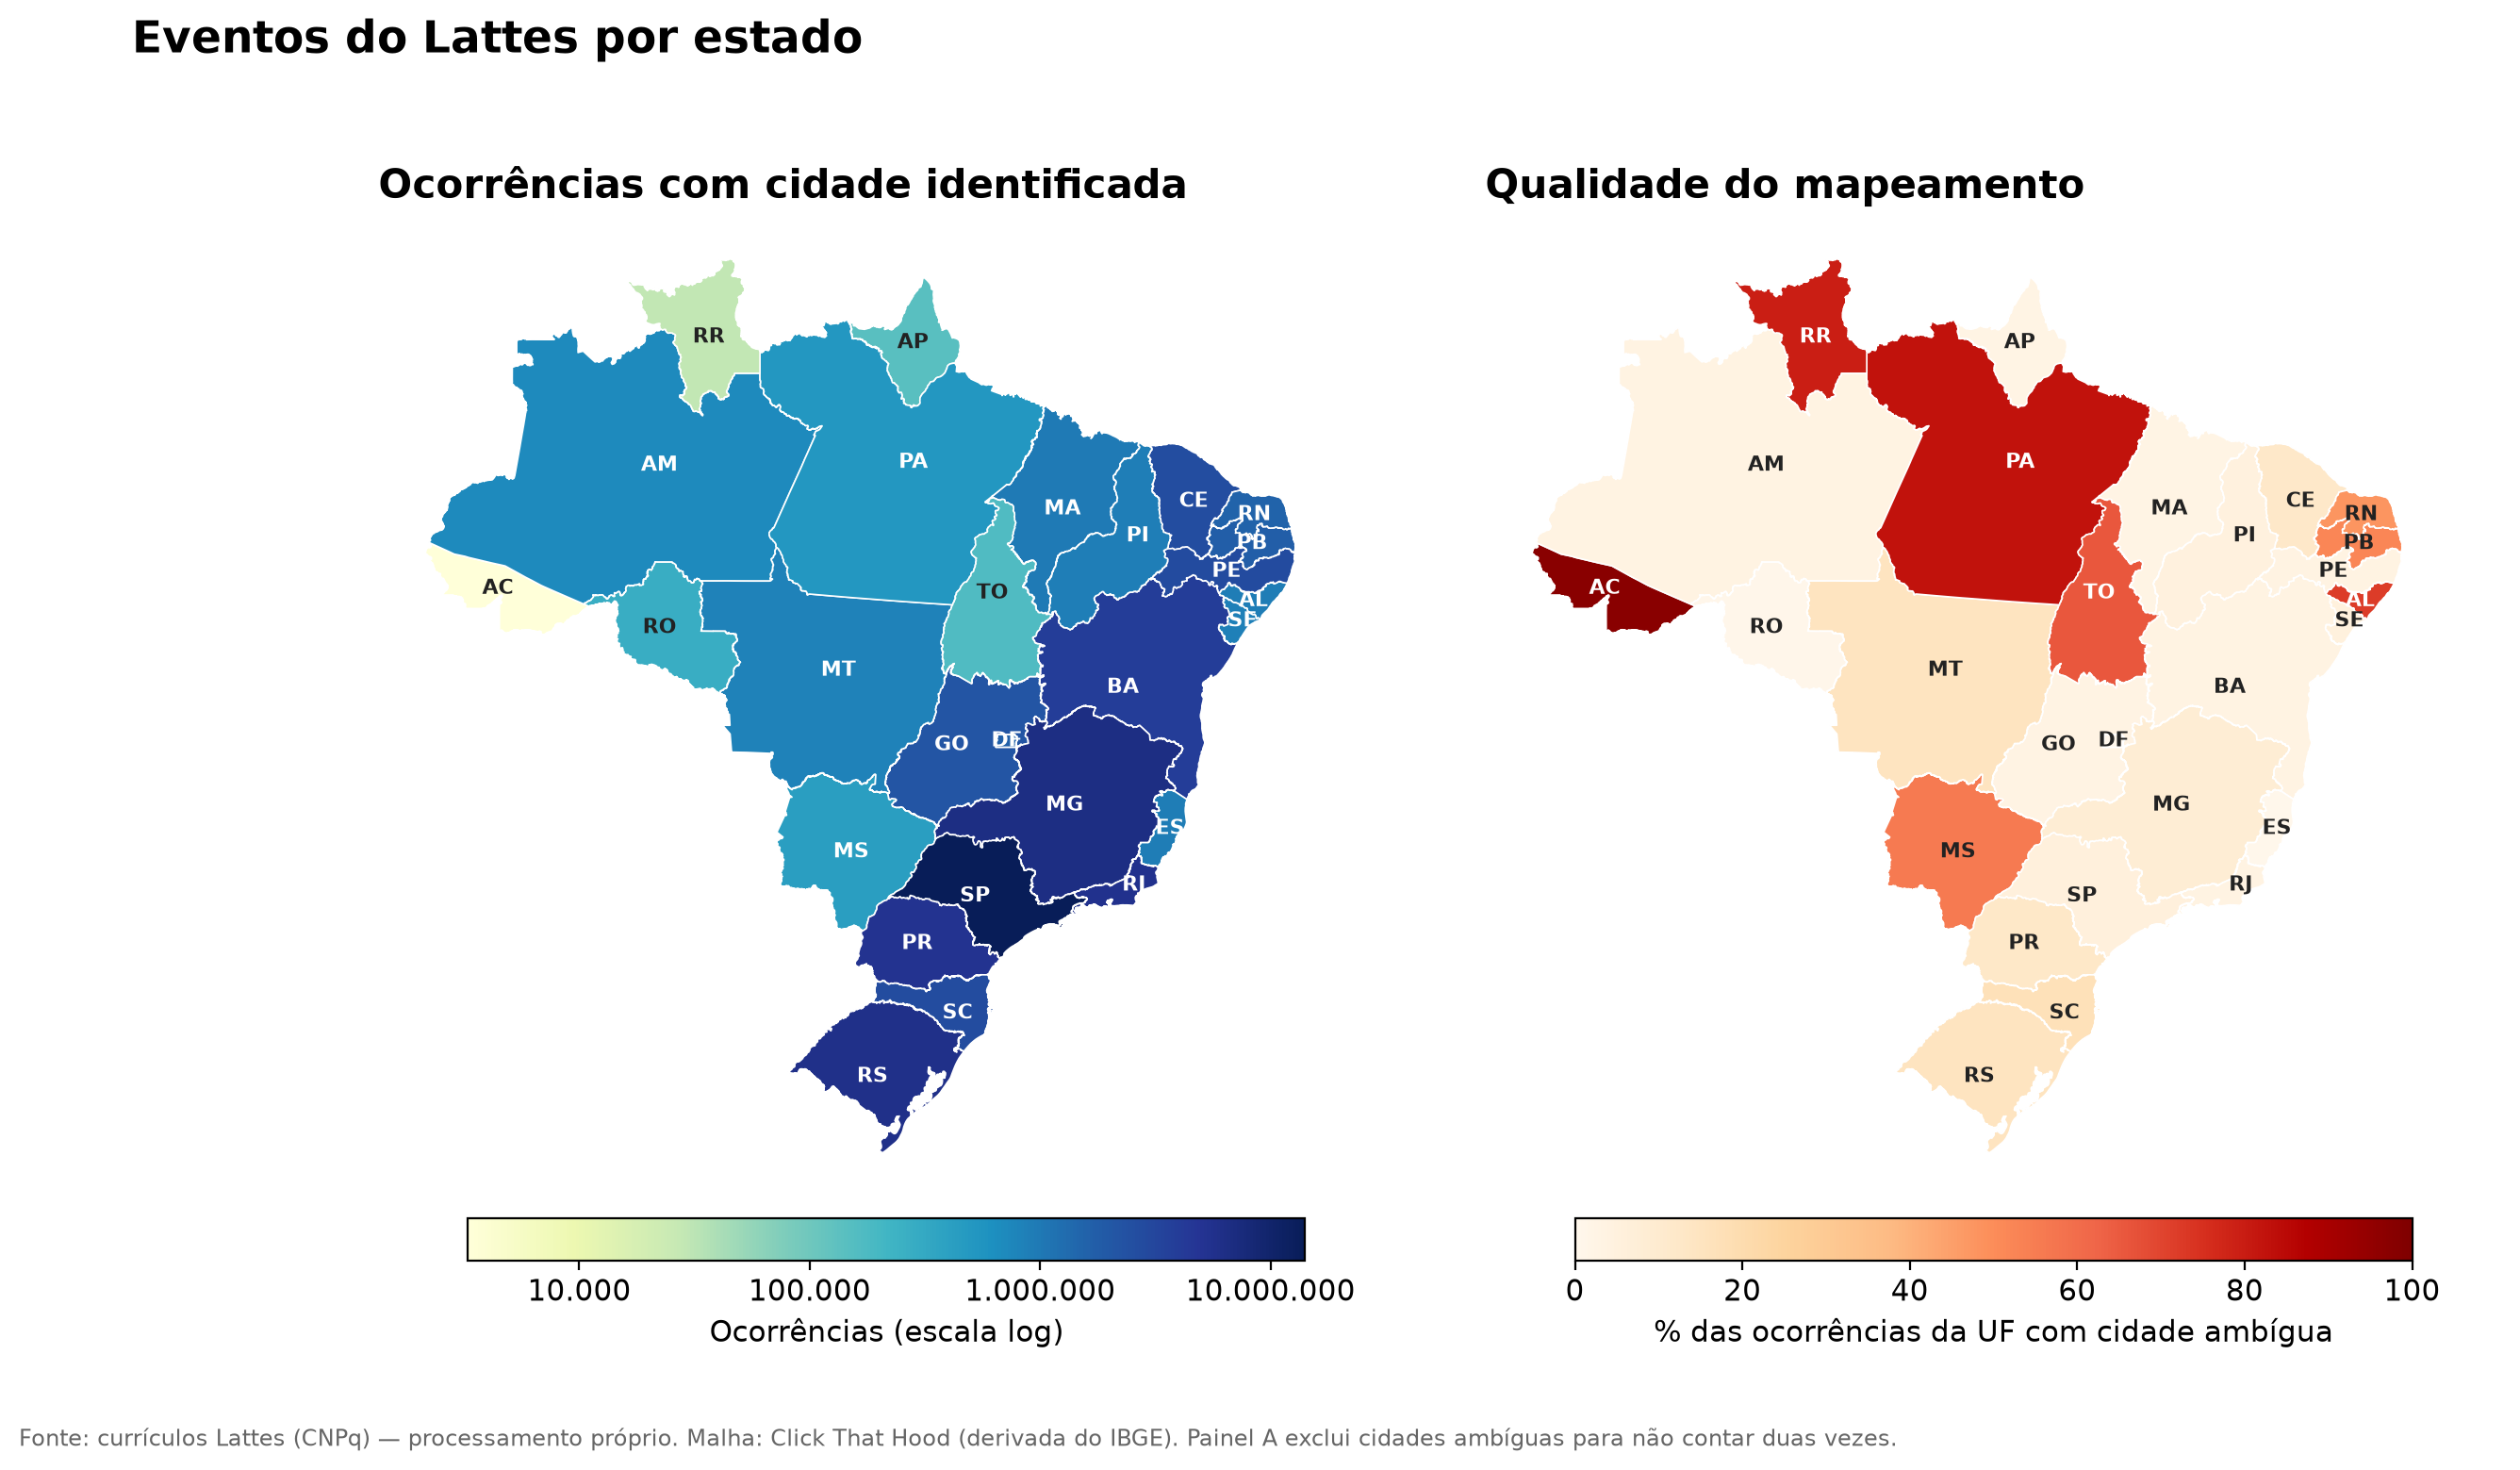 Eventos do Lattes por estado
Ocorrências com cidade identificada
RR
AP
AM
PA
MA
CE
RN
PI
PB
PE
AC
TO
AL
SE
RO
MT
BA
GO
DF
MG
ES
MS
RJ
SP
PR
SC
RS
10.000
100.000
1.000.000
10.000.000
Ocorrências (escala log)
Qualidade do mapeamento
RR
AP
AM
PA
MA
CE
RN
PI
PB
PE
AC
TO
AL
SE
RO
MT
BA
GO
DF
MG
ES
MS
RJ
SP
PR
SC
RS
0
20
40
60
80
100
% das ocorrências da UF com cidade ambígua
Fonte: currículos Lattes (CNPq) — processamento próprio. Malha: Click That Hood (derivada do IBGE). Painel A exclui cidades ambíguas para não contar duas vezes.